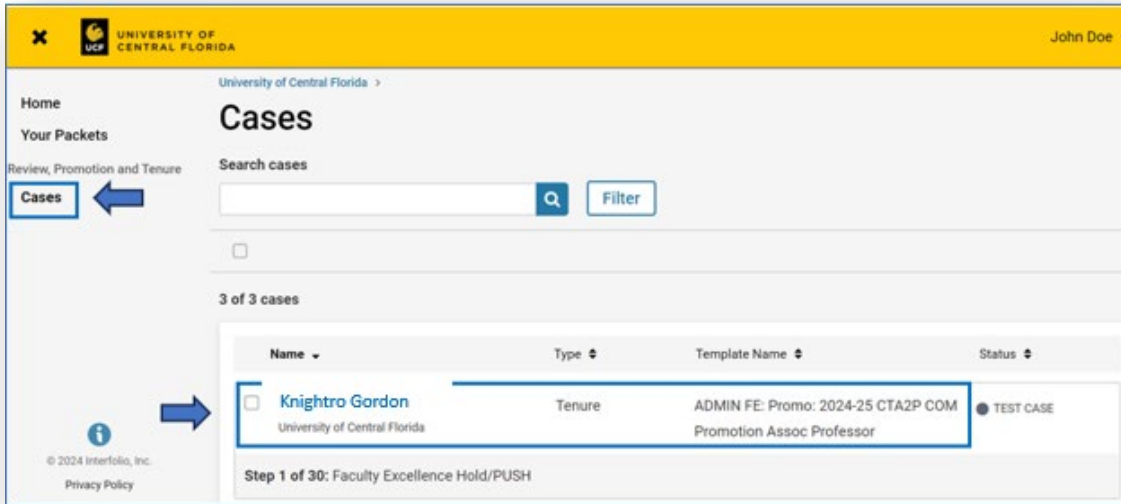 UNIVERSITY OF
CENTRAL FLORIDA
UCF
John Doe
Home
Your Packets
Review, Promotion and Tenure
Cases
© 2024 Interfolio, Inc.
Privacy Policy
University of Central Florida >
Cases
Search cases
Filter
3 of 3 cases
Name Type Template Name Status
Knightro Gordon Tenure ADMIN FE: Promo: 2024-25 CTA2P COM TEST CASE
University of Central Florida Promotion Assoc Professor
Step 1 of 30: Faculty Excellence Hold/PUSH